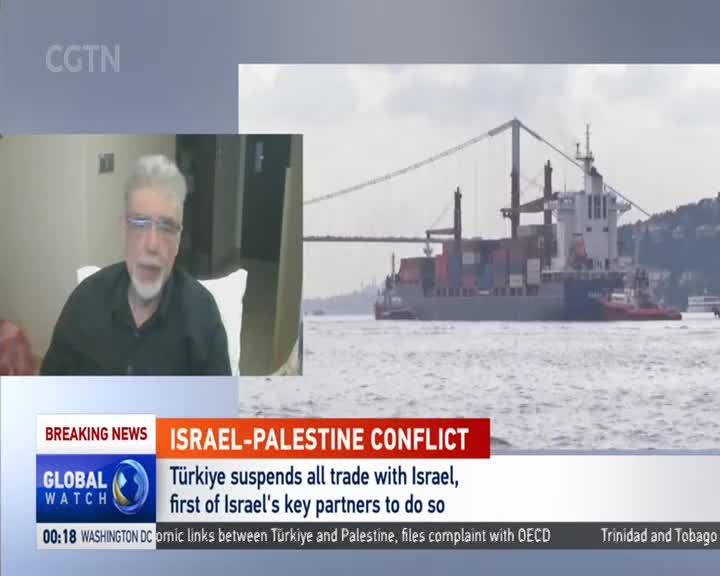 CGTN
BREAKING NEWS
ISRAEL-PALESTINE CONFLICT
GLOBAL
WATCH
Türkiye suspends all trade with Israel,
first of Israel's key partners to do so
00:18 WASHINGTON DC omic links between Türkiye and Palestine, files complaint with OECD Trinidad and Tobago